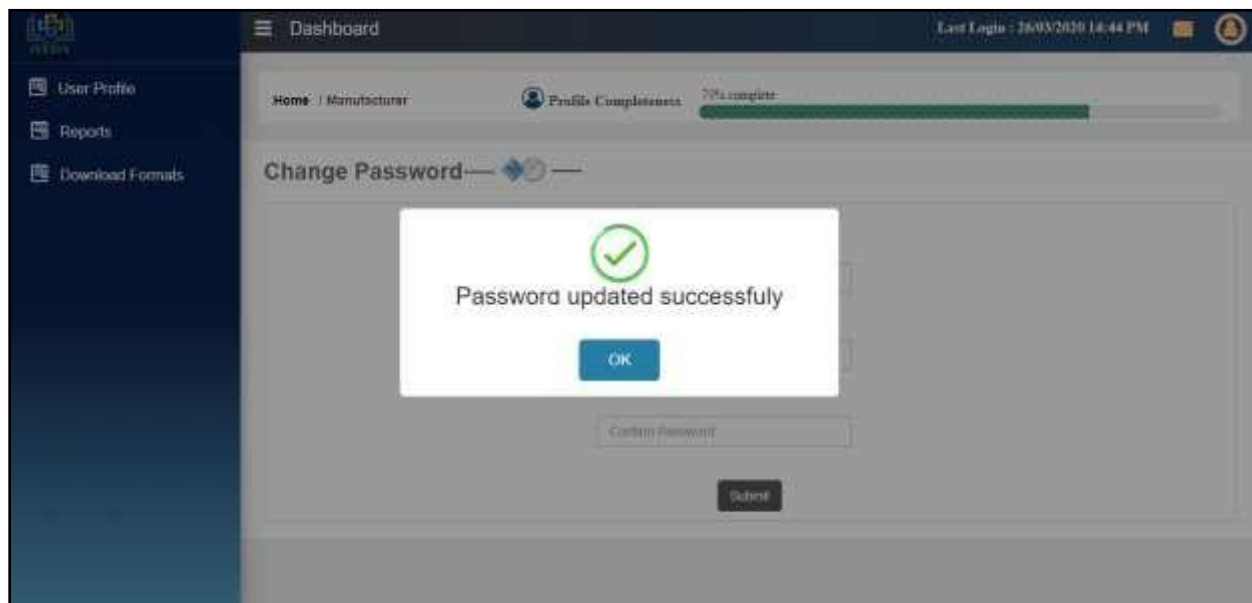 Dashboard
Last Login : 26/03/2020 14:44 PM
User Profile
Reports
Download Formats
Home / Manufacturer
Profile Completeness
complete
Change Password
Password updated successfuly
OK
Confirm Password
Submit